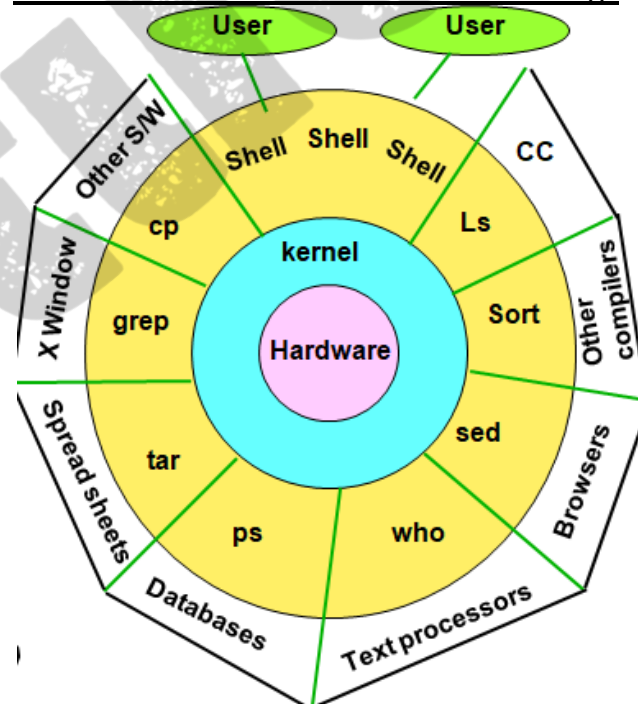 User
User
Shell
Shell
Shell
Other S/W
CC
cp
Ls
kernel
X Window
grep
Hardware
Sort
Other
compilers
Spread sheets
tar
sed
Browsers
ps
who
Databases
Text processors